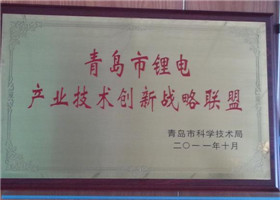 青岛市锂电
产业技术创新战略联盟
青岛市科学技术局
二〇一一年十月